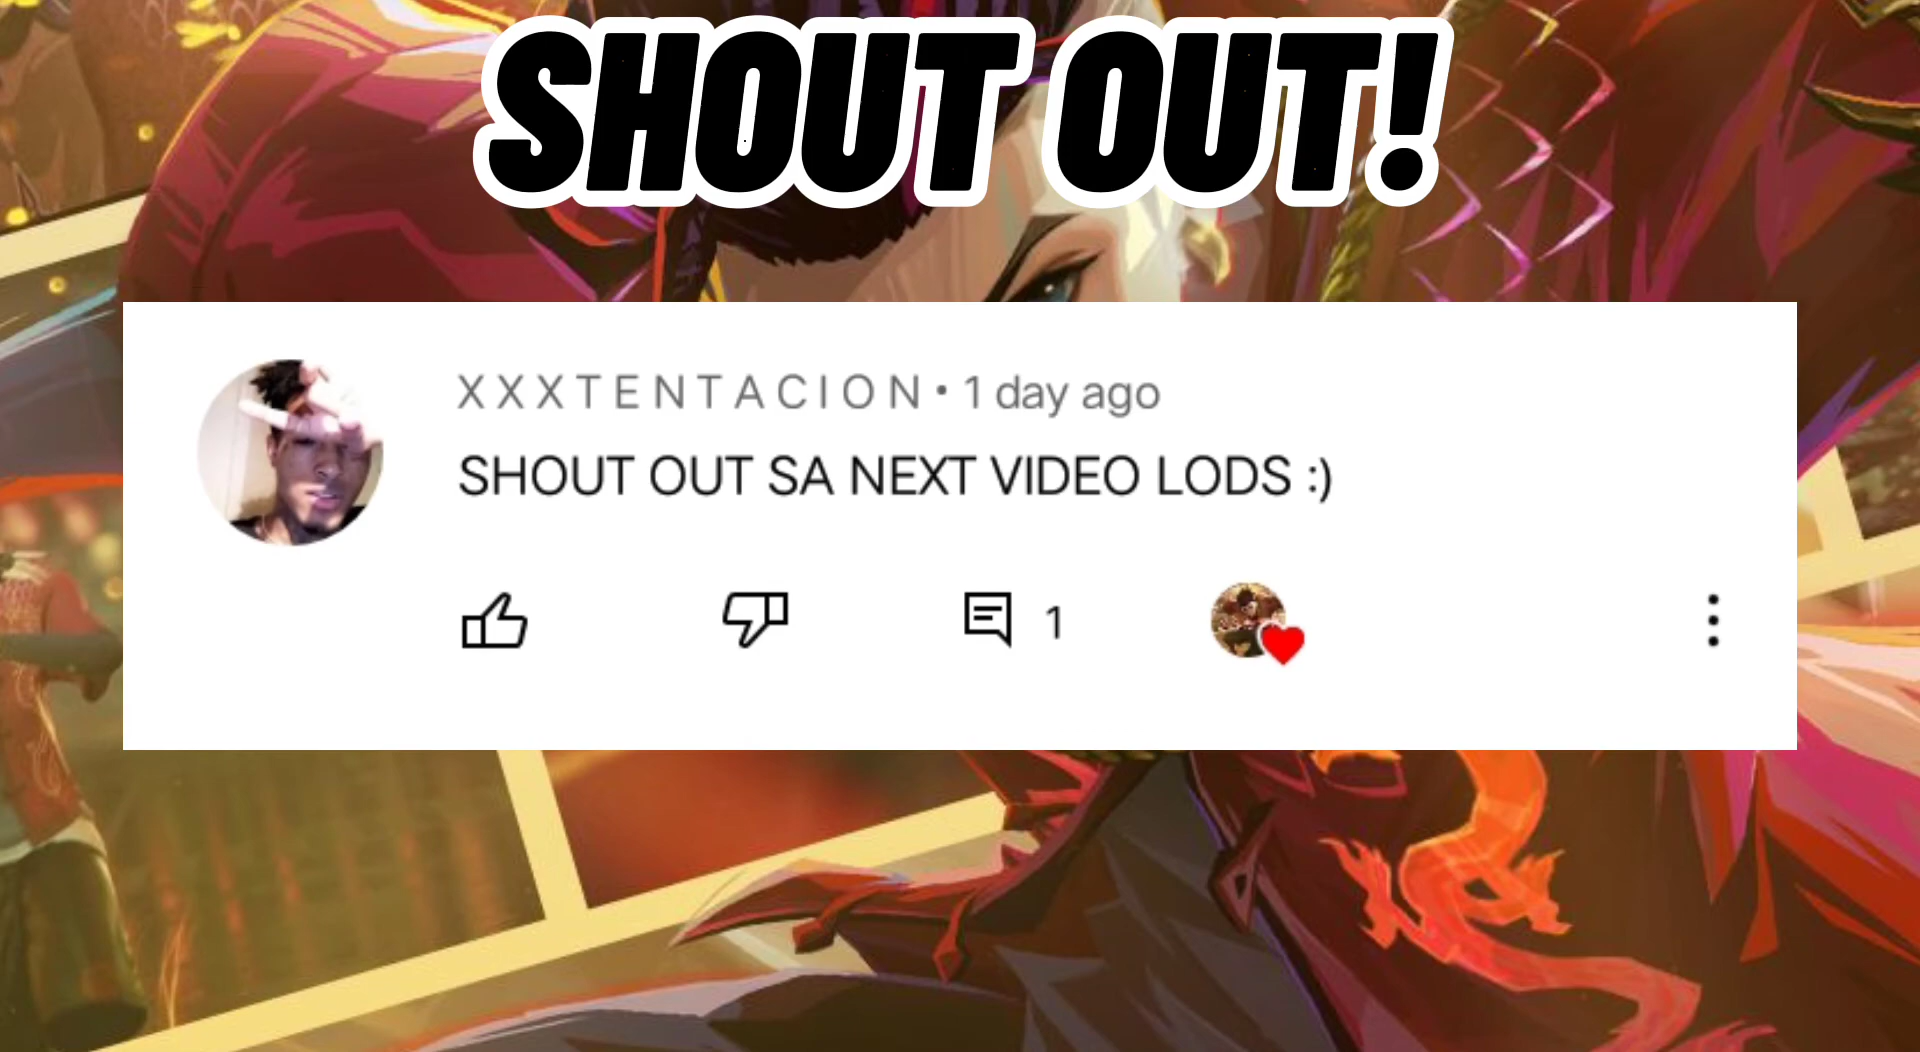 SHOUT OUT!
X X X T E N T A C I O N • 1 day ago
SHOUT OUT SA NEXT VIDEO LODS :)
1